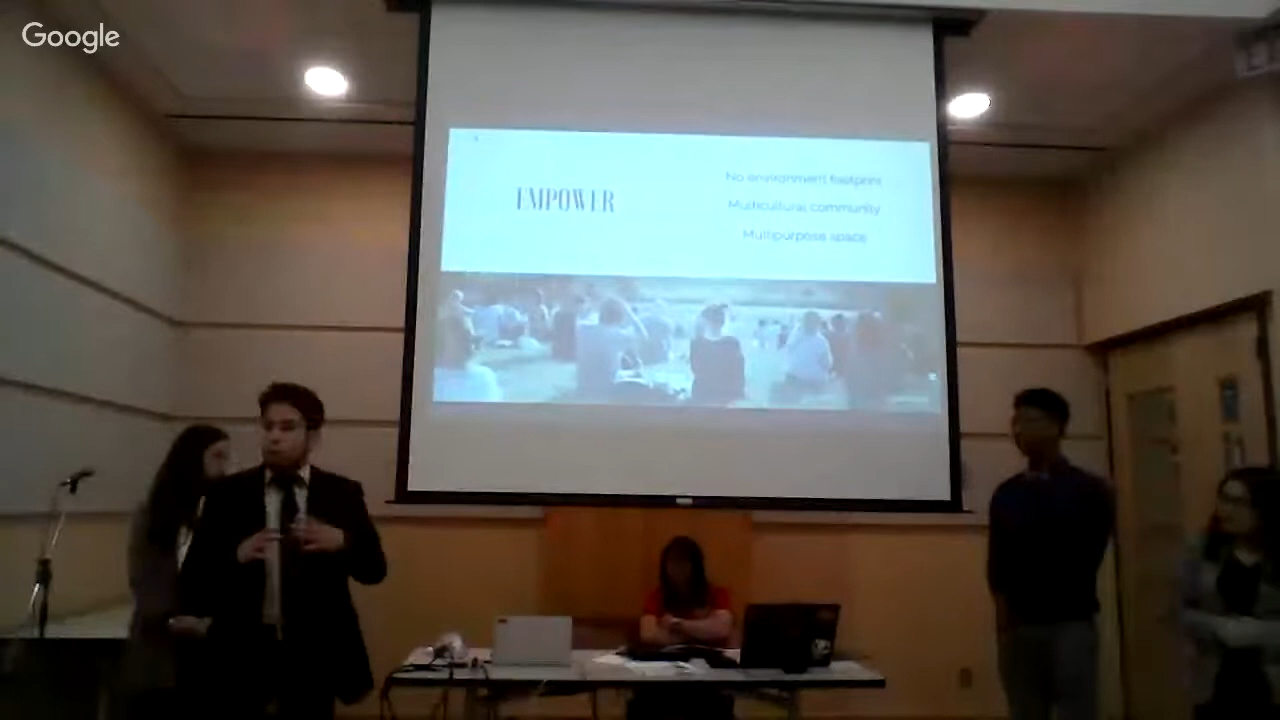 Google
EMPOWER
No environment footprint
Multicultural community
Multipurpose space